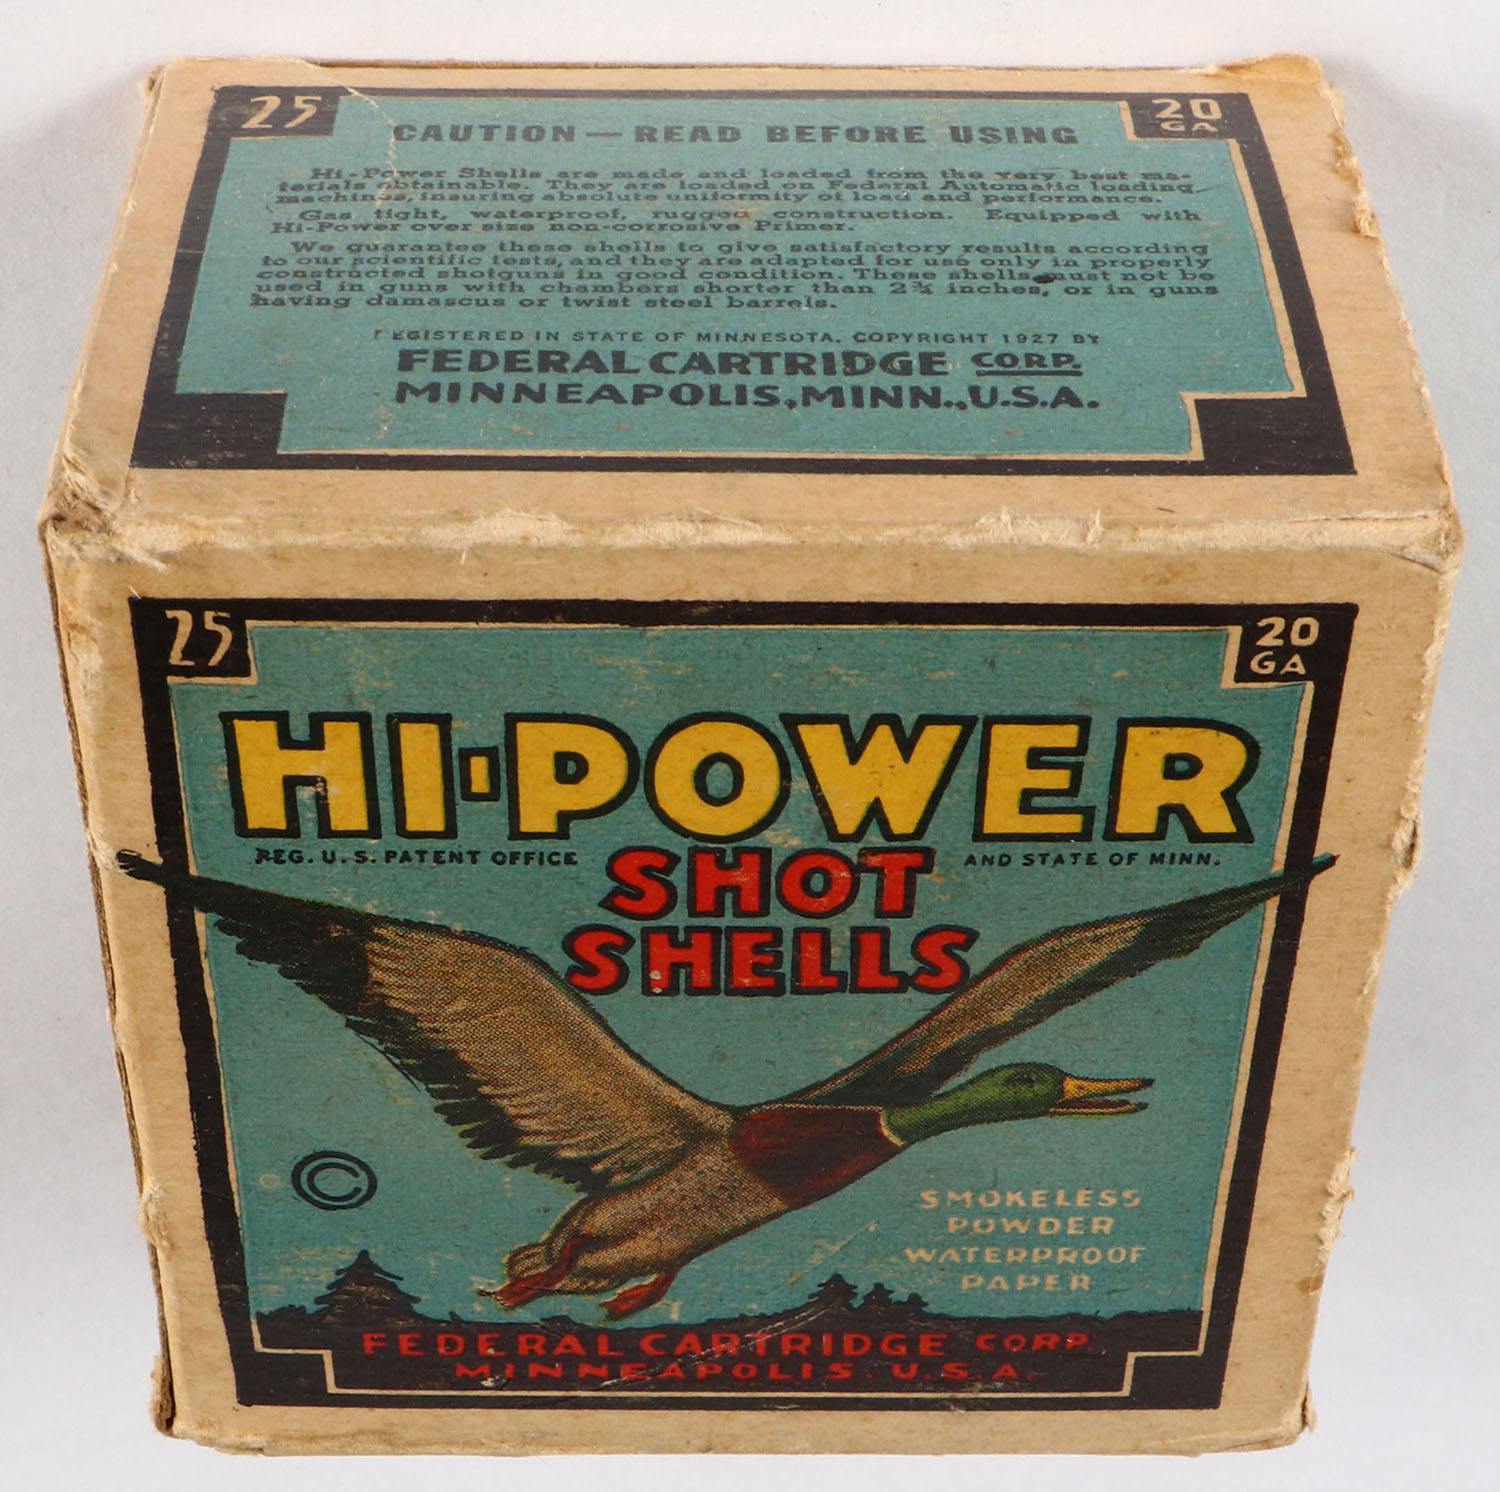 25
20
GA
CAUTION — READ BEFORE USING
Hi-Power Shells are made and loaded from the very best ma-
terials obtainable. They are loaded on Federal Automatic loading
machines, insuring absolute uniformity of load and performance.
Gas tight, waterproof, rugged construction. Equipped with
Hi-Power over size non-corrosive Primer.
We guarantee these shells to give satisfactory results according
to our scientific tests, and they are adapted for use only in properly
constructed shotguns in good condition. These shells must not be
used in guns with chambers shorter than 2¾ inches, or in guns
having damascus or twist steel barrels.
REGISTERED IN STATE OF MINNESOTA. COPYRIGHT 1927 BY
FEDERAL CARTRIDGE CORP.
MINNEAPOLIS, MINN., U.S.A.
25
20
GA
HI-POWER
REG. U.S. PATENT OFFICE
AND STATE OF MINN.
SHOT
SHELLS
©
SMOKELESS
POWDER
WATERPROOF
PAPER
FEDERAL CARTRIDGE CORP.
MINNEAPOLIS. U.S.A.